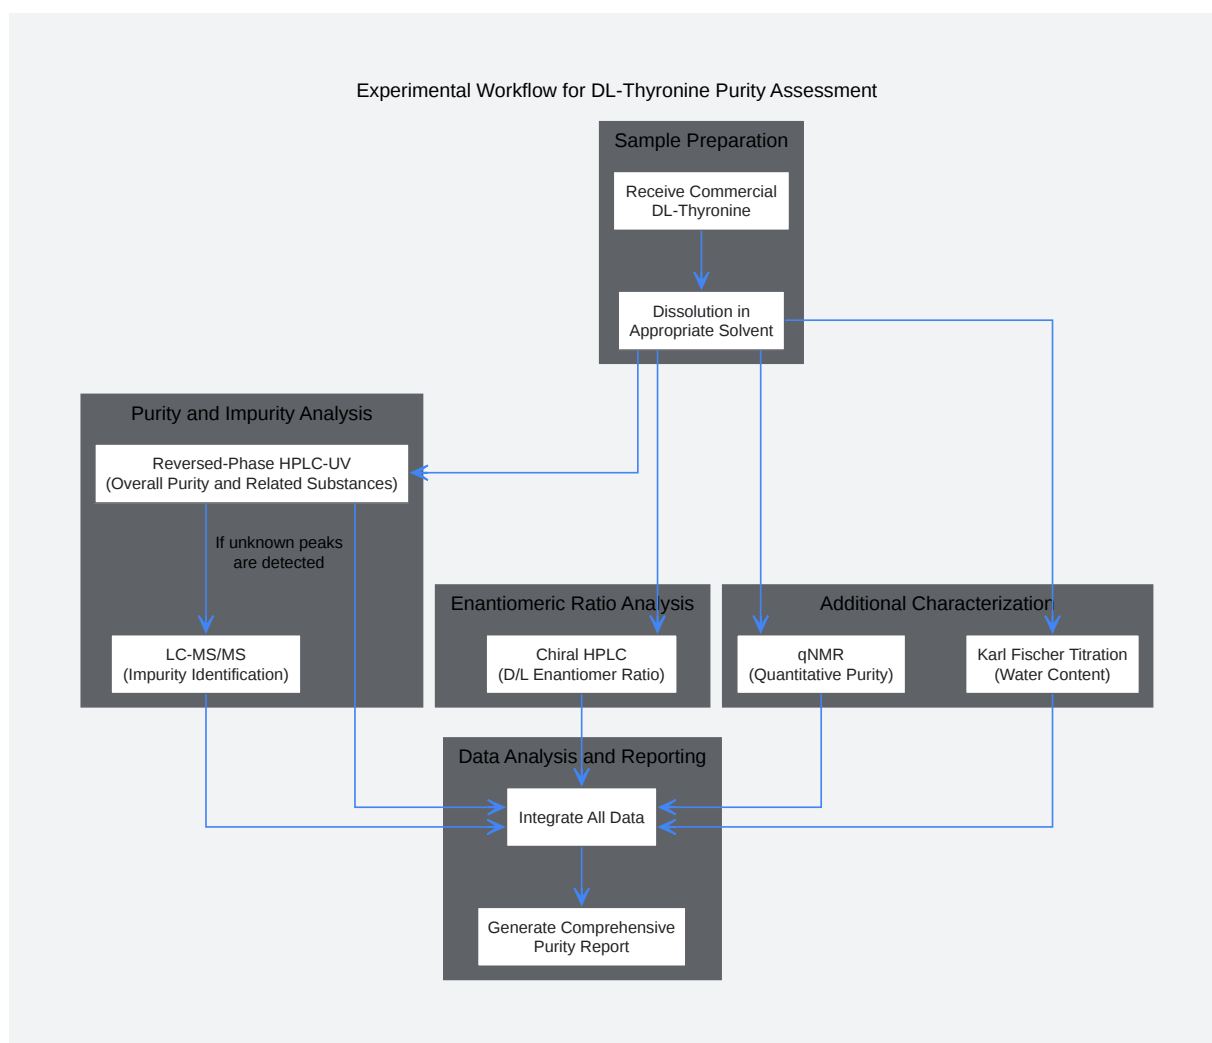 Experimental Workflow for DL-Thyronine Purity Assessment
Sample Preparation
Receive Commercial
DL-Thyronine
Dissolution in
Appropriate Solvent
Purity and Impurity Analysis
Reversed-Phase HPLC-UV
(Overall Purity and Related Substances)
If unknown peaks
are detected
LC-MS/MS
(Impurity Identification)
Enantiomeric Ratio Analysis
Chiral HPLC
(D/L Enantiomer Ratio)
Additional Characterization
qNMR
(Quantitative Purity)
Karl Fischer Titration
(Water Content)
Data Analysis and Reporting
Integrate All Data
Generate Comprehensive
Purity Report